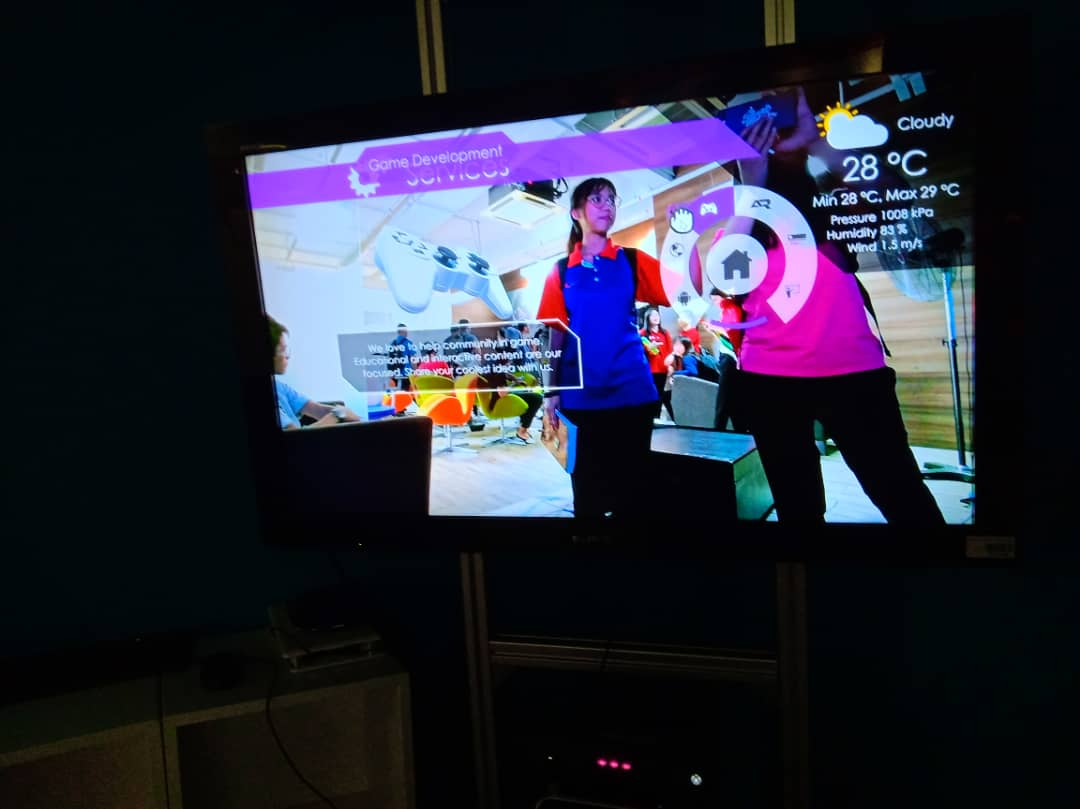 Game Development
Services
We love to help community in game.
Educational and interactive content are our
focused. Share your coolest idea with us.
AR
Cloudy
28 °C
Min 28 °C, Max 29 °C
Pressure 1008 kPa
Humidity 83 %
Wind 1.5 m/s